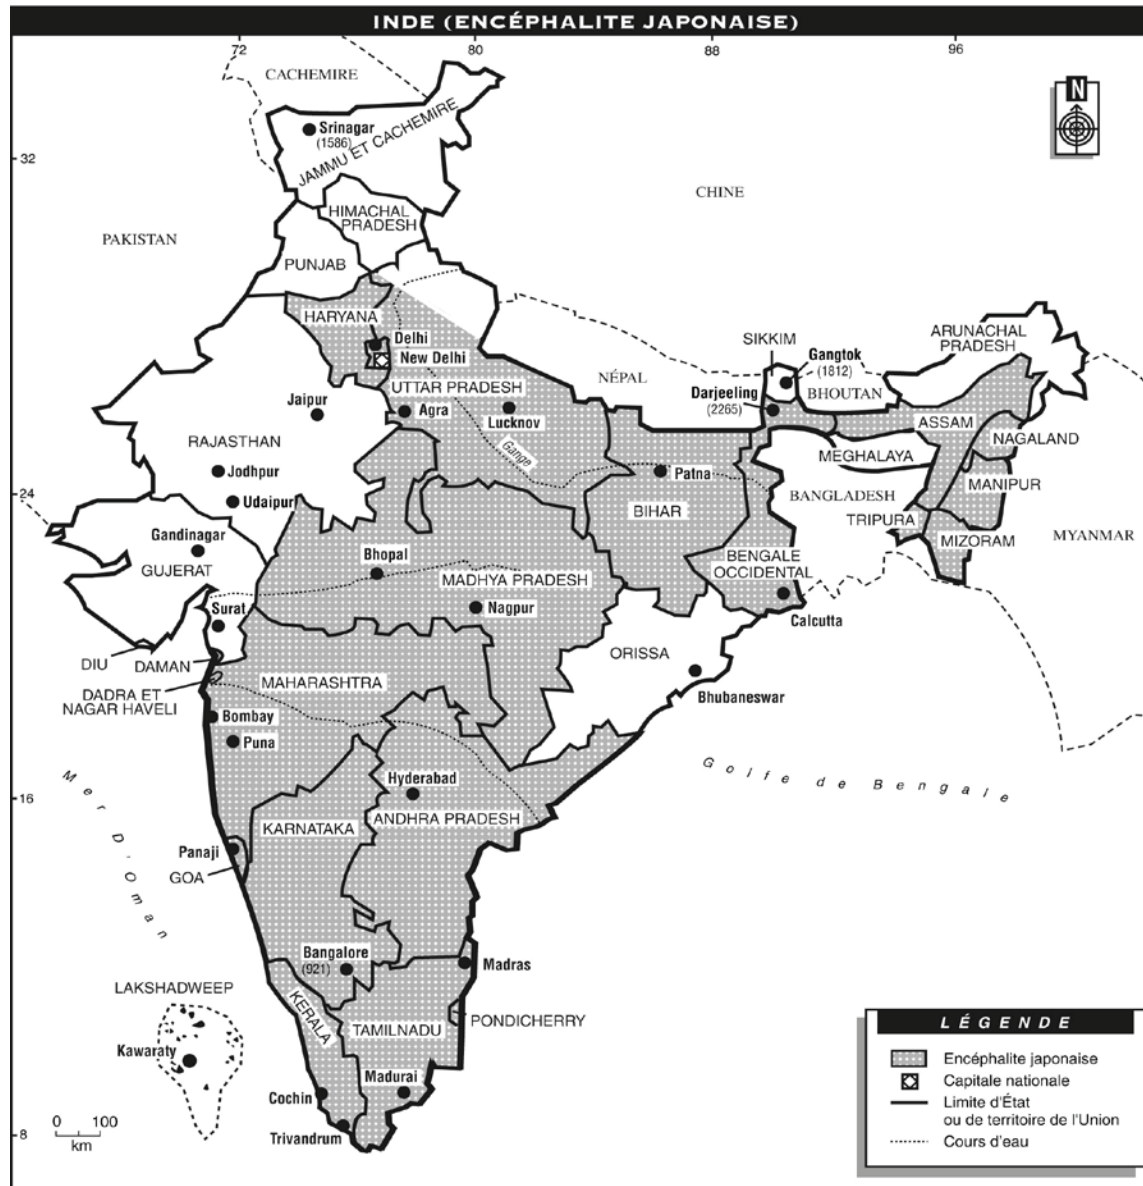 INDE (ENCÉPHALITE JAPONAISE)
72
80
88
96
CACHEMIRE
N
Srinagar
(1586)
JAMMU ET CACHEMIRE
32
CHINE
HIMACHAL
PRADESH
PAKISTAN
PUNJAB
HARYANA
Delhi
New Delhi
SIKKIM
ARUNACHAL
PRADESH
Gangtok
(1812)
NÉPAL
BHOUTAN
UTTAR PRADESH
Darjeeling
(2265)
Jaipur
Agra
Lucknov
ASSAM
RAJASTHAN
NAGALAND
Gange
MEGHALAYA
Jodhpur
Patna
MANIPUR
24
Udaipur
BANGLADESH
BIHAR
TRIPURA
Gandinagar
MIZORAM
MYANMAR
Bhopal
BENGALE
OCCIDENTAL
GUJERAT
MADHYA PRADESH
Surat
Nagpur
Calcutta
ORISSA
DIU
DAMAN
MAHARASHTRA
DADRA ET
NAGAR HAVELI
Bhubaneswar
Bombay
Puna
Golfe de Bengale
Mer D'Oman
Hyderabad
16
ANDHRA PRADESH
KARNATAKA
Panaji
GOA
Bangalore
(921)
Madras
LAKSHADWEEP
KERALA
PONDICHERRY
TAMILNADU
Kawaraty
Madurai
Cochin
Trivandrum
0 100
km
8
LÉGENDE
Encéphalite japonaise
Capitale nationale
Limite d'État
ou de territoire de l'Union
Cours d'eau